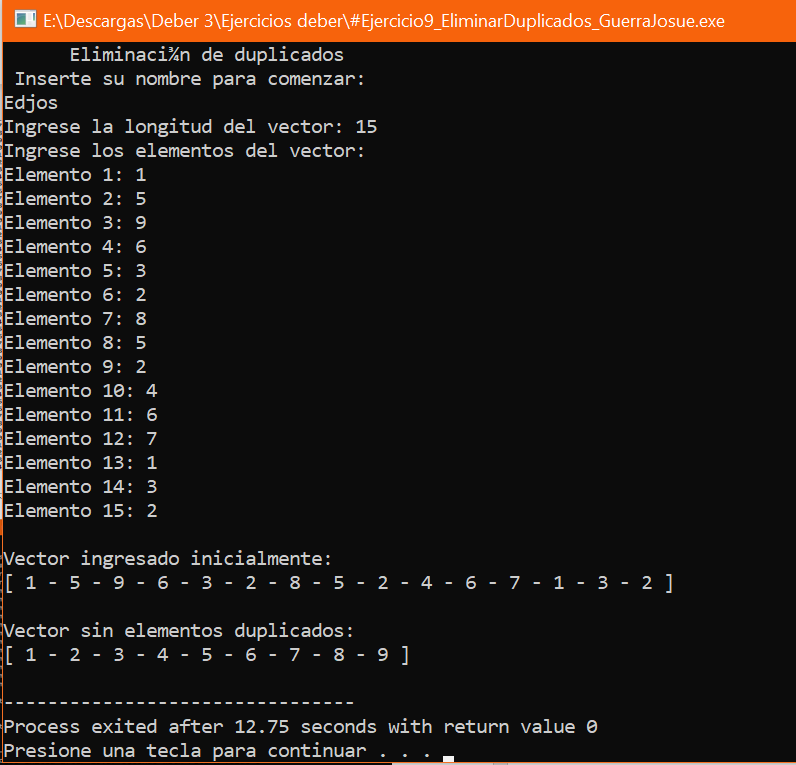 E:\Descargas\Deber 3\Ejercicios deber\#Ejercicio9_EliminarDuplicados_GuerraJosue.exe
Eliminaci¾n de duplicados
Inserte su nombre para comenzar:
Edjos
Ingrese la longitud del vector: 15
Ingrese los elementos del vector:
Elemento 1: 1
Elemento 2: 5
Elemento 3: 9
Elemento 4: 6
Elemento 5: 3
Elemento 6: 2
Elemento 7: 8
Elemento 8: 5
Elemento 9: 2
Elemento 10: 4
Elemento 11: 6
Elemento 12: 7
Elemento 13: 1
Elemento 14: 3
Elemento 15: 2
Vector ingresado inicialmente:
[ 1 - 5 - 9 - 6 - 3 - 2 - 8 - 5 - 2 - 4 - 6 - 7 - 1 - 3 - 2 ]
Vector sin elementos duplicados:
[ 1 - 2 - 3 - 4 - 5 - 6 - 7 - 8 - 9 ]
--------------------------------
Process exited after 12.75 seconds with return value 0
Presione una tecla para continuar . . .